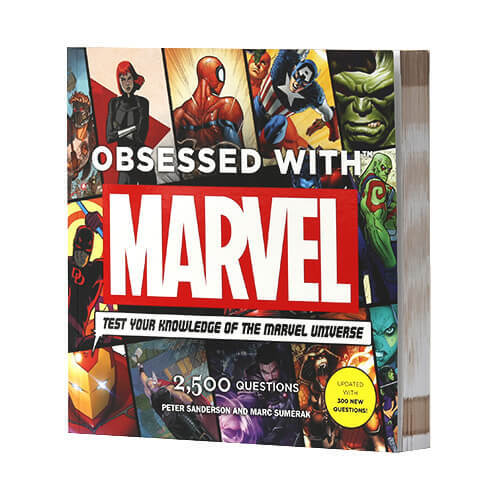 OBSESSED WITH™
MARVEL
TEST YOUR KNOWLEDGE OF THE MARVEL UNIVERSE
2,500 QUESTIONS
PETER SANDERSON AND MARC SUMERAK
UPDATED
WITH
300 NEW
QUESTIONS!